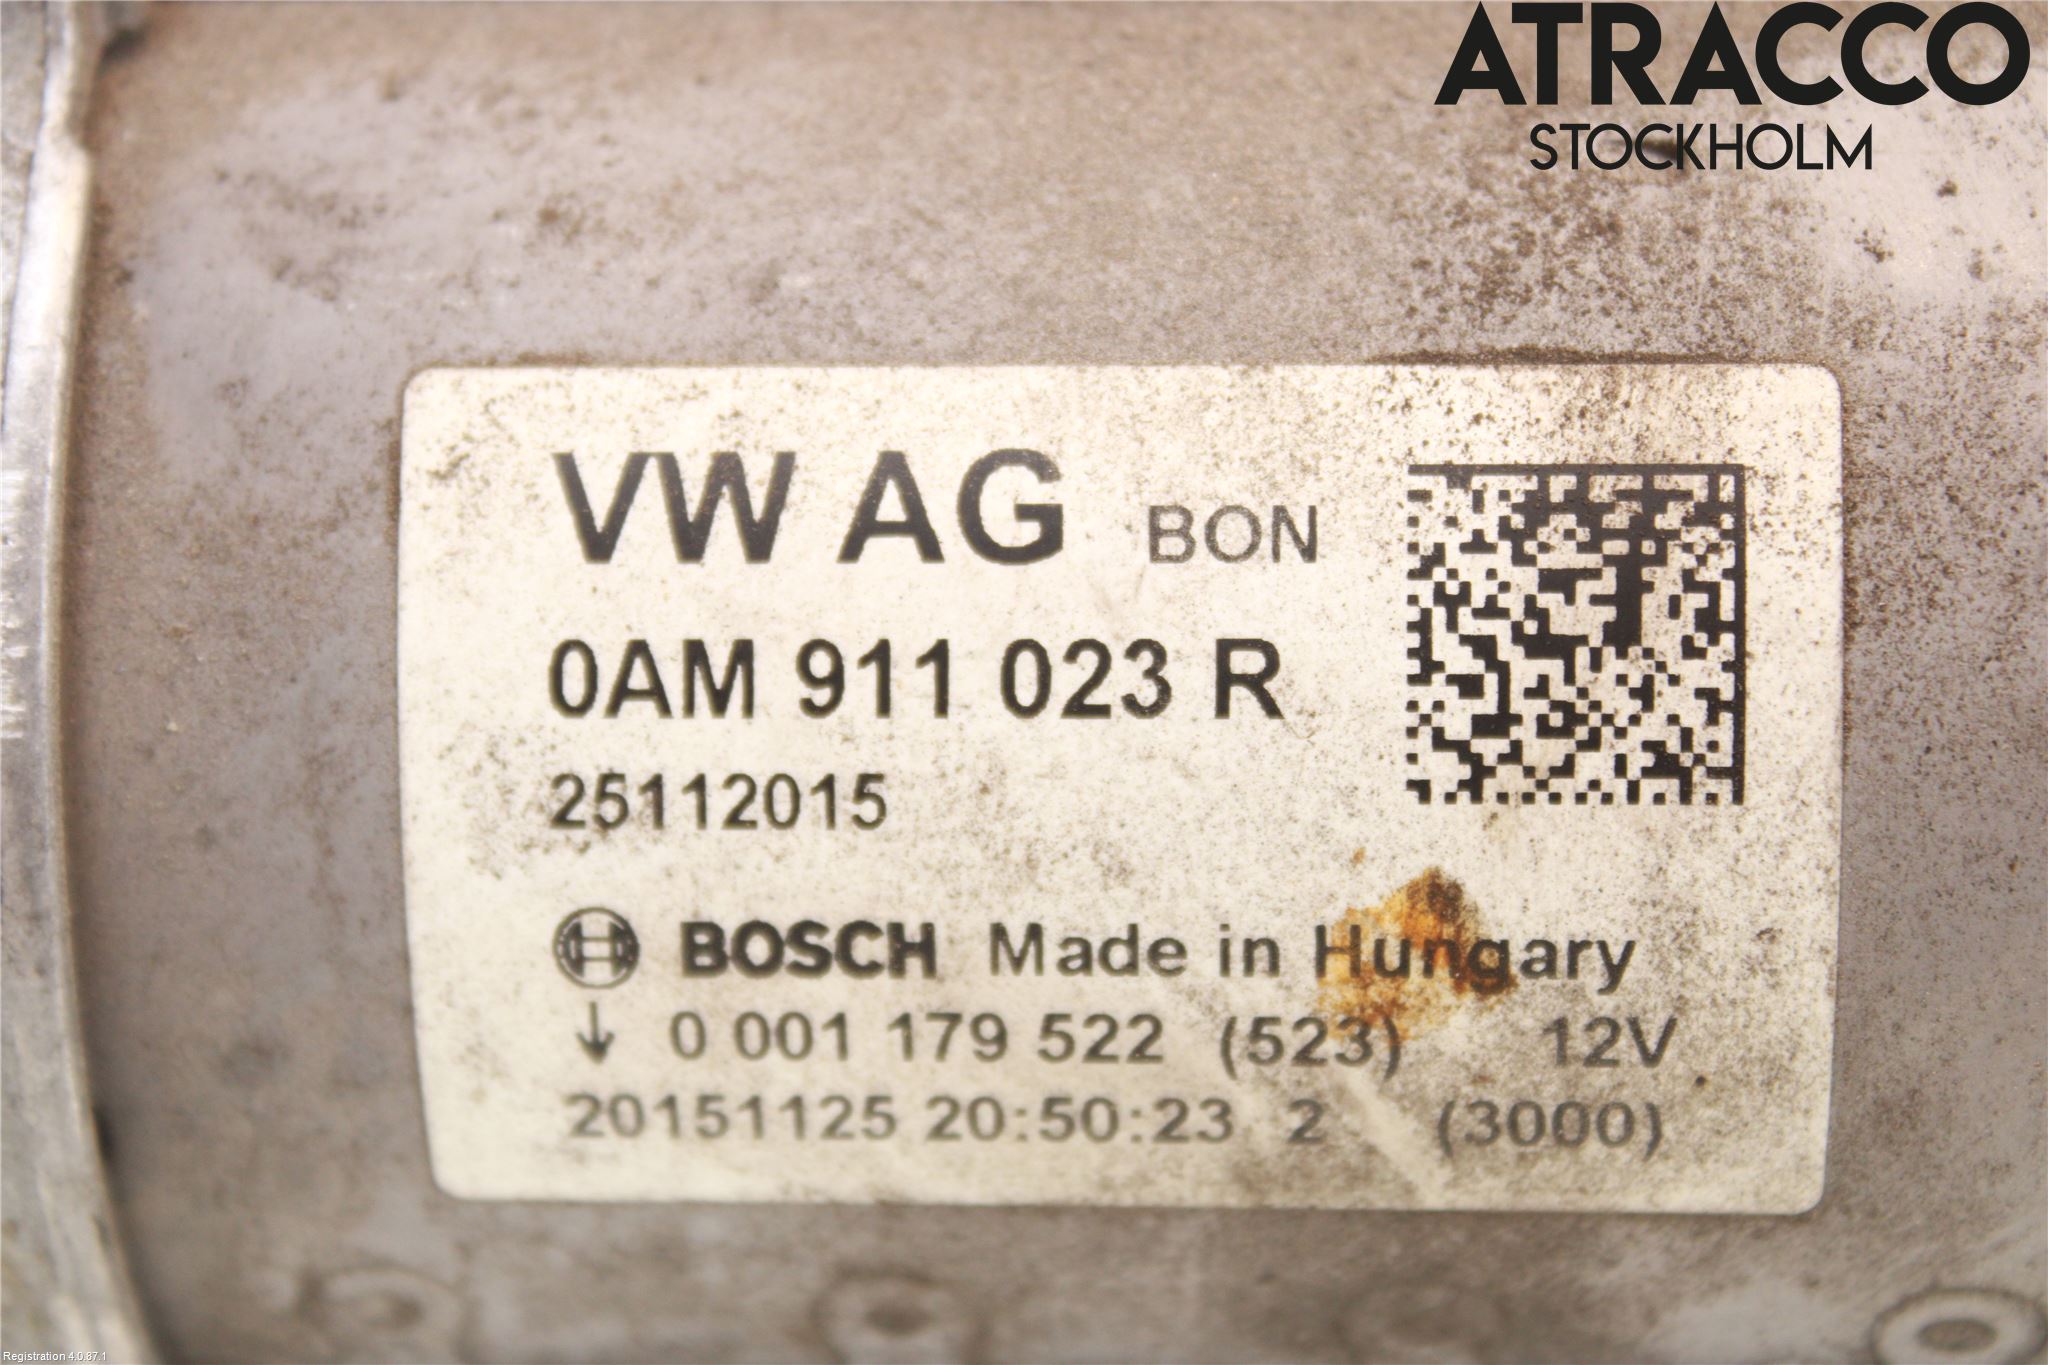 ATRACCO
STOCKHOLM
VW AG BON
0AM 911 023 R
25112015
BOSCH Made in Hungary
↓ 0 001 179 522 (523) 12V
20151125 20:50:23 2 (3000)
Registration 4.0.87.1